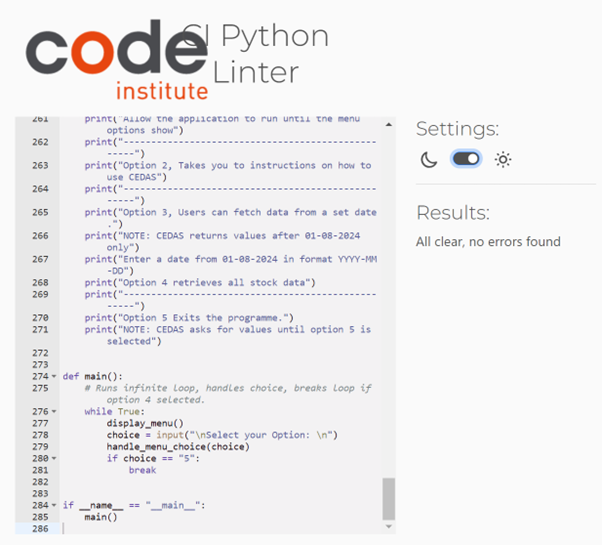 code
institute
CI Python
Linter
261 print("Allow the application to run until the menu
options show")
262 print("-----------------------------------------------
-----")
263 print("Option 2, Takes you to instructions on how to
use CEDAS")
264 print("-----------------------------------------------
-----")
265 print("Option 3, Users can fetch data from a set date
.")
266 print("NOTE: CEDAS returns values after 01-08-2024
only")
267 print("Enter a date from 01-08-2024 in format YYYY-MM
-DD")
268 print("Option 4 retrieves all stock data")
269 print("-----------------------------------------------
-----")
270 print("Option 5 Exits the programme.")
271 print("NOTE: CEDAS asks for values until option 5 is
selected")
272
273
274 def main():
275 # Runs infinite loop, handles choice, breaks loop if
option 4 selected.
276 while True:
277 display_menu()
278 choice = input("\nSelect your Option: \n")
279 handle_menu_choice(choice)
280 if choice == "5":
281 break
282
283
284 if __name__ == "__main__":
285 main()
286
Settings:
Results:
All clear, no errors found